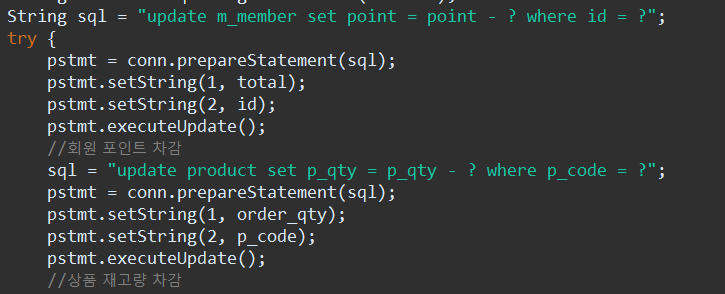 String sql = "update m_member set point = point - ? where id = ?";
try {
pstmt = conn.prepareStatement(sql);
pstmt.setString(1, total);
pstmt.setString(2, id);
pstmt.executeUpdate();
//회원 포인트 차감
sql = "update product set p_qty = p_qty - ? where p_code = ?";
pstmt = conn.prepareStatement(sql);
pstmt.setString(1, order_qty);
pstmt.setString(2, p_code);
pstmt.executeUpdate();
//상품 재고량 차감